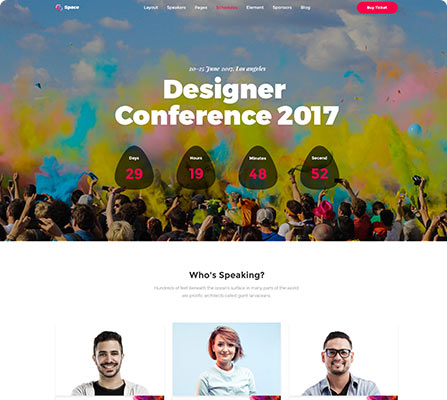 Space
Layout Speakers Pages Schedules Element Sponsors Blog
Buy Ticket
20-25 June 2017, Los angeles
Designer
Conference 2017
Days Hours Minutes Second
29 19 48 52
Who's Speaking?
Hundreds of feet beneath the ocean's surface in many parts of the world
are prolific architects called giant larvaceans.